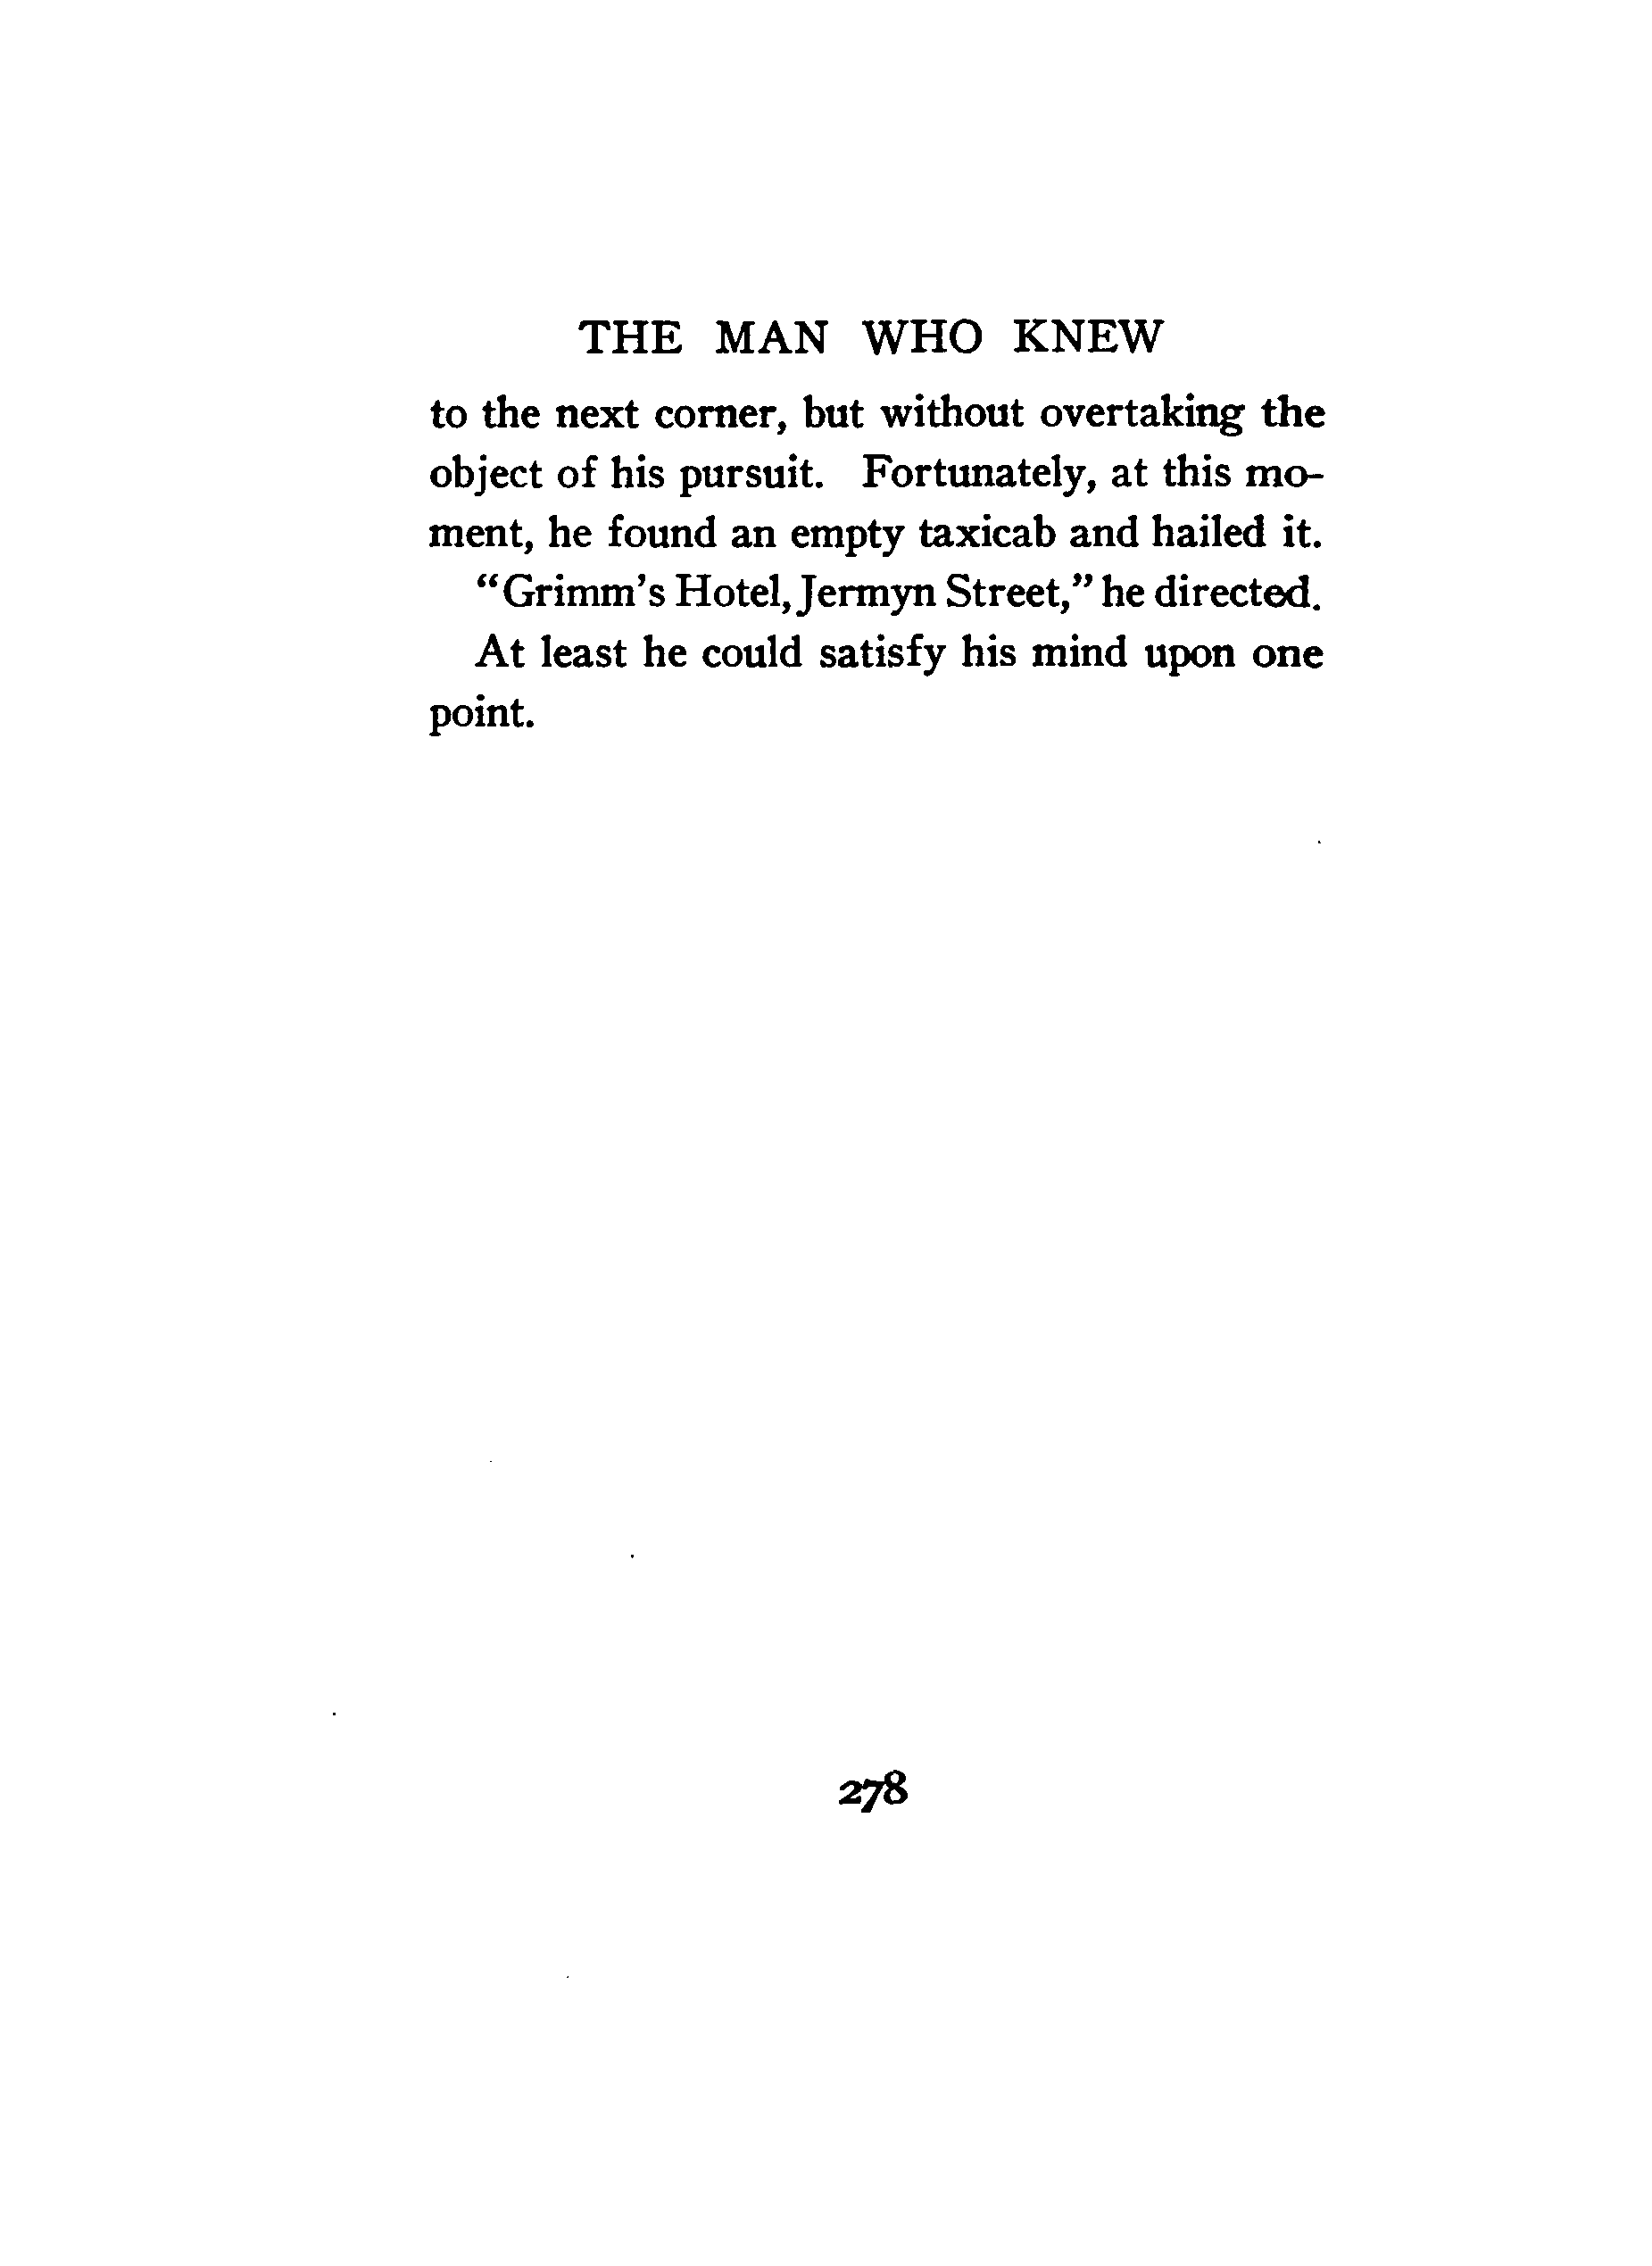 THE MAN WHO KNEW
to the next corner, but without overtaking the
object of his pursuit. Fortunately, at this mo-
ment, he found an empty taxicab and hailed it.
“Grimm’s Hotel, Jermyn Street,” he directed.
At least he could satisfy his mind upon one
point.
278